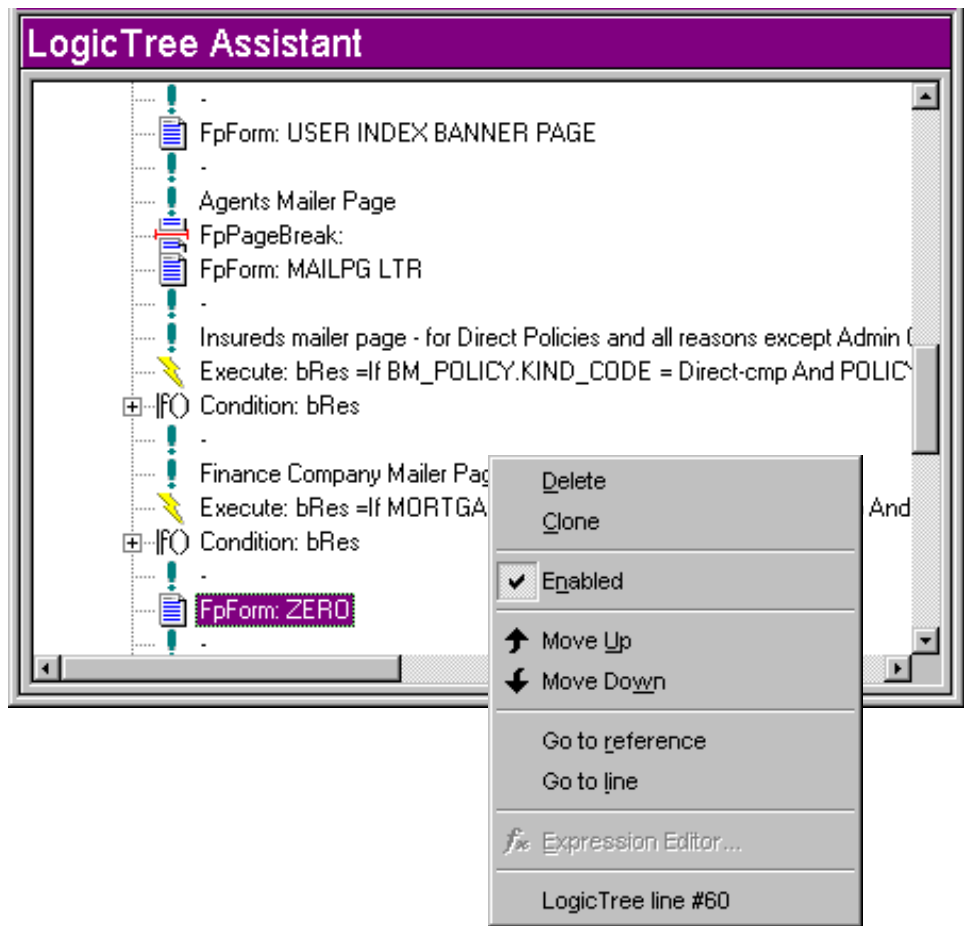 LogicTree Assistant
-
FpForm: USER INDEX BANNER PAGE
-
Agents Mailer Page
FpPageBreak:
FpForm: MAILPG LTR
-
Insureds mailer page - for Direct Policies and all reasons except Admin
Execute: bRes =If BM_POLICY.KIND_CODE = Direct-cmp And POLICY
If() Condition: bRes
-
Finance Company Mailer Pag
Execute: bRes =If MORTGA And
If() Condition: bRes
-
FpForm: ZERO
-
Delete
Clone
Enabled
Move Up
Move Down
Go to reference
Go to line
fx Expression Editor...
LogicTree line #60